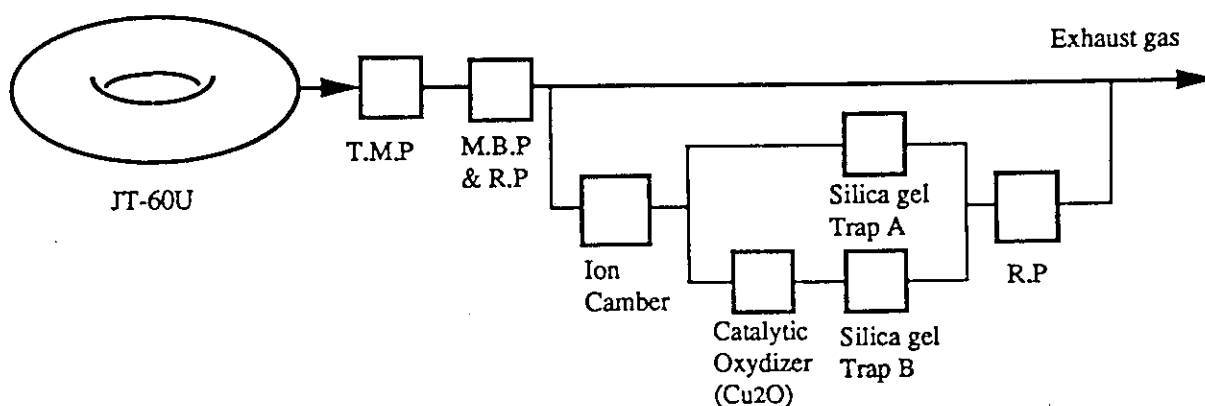 Exhaust gas
T.M.P
M.B.P
& R.P
JT-60U
Silica gel
Trap A
Ion
Camber
R.P
Catalytic
Oxydizer
(Cu2O)
Silica gel
Trap B